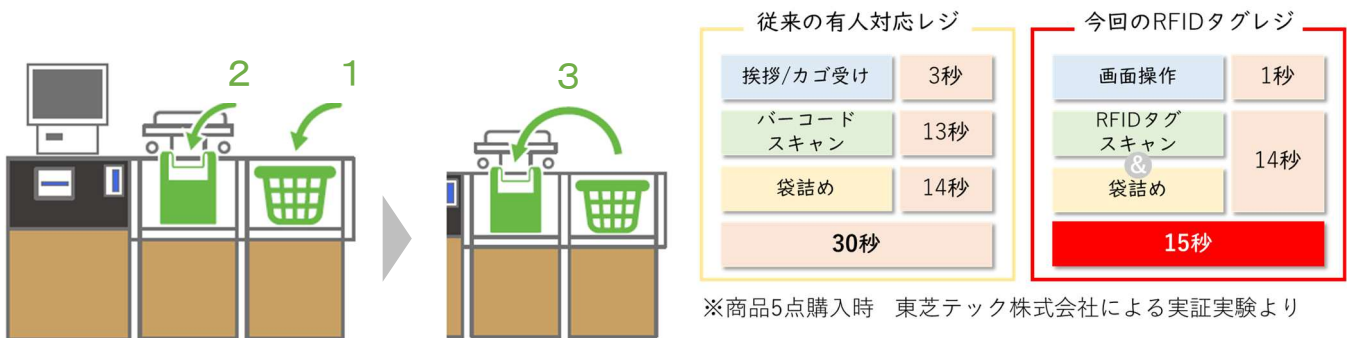 2
1
3
従来の有人対応レジ
挨拶/カゴ受け
3秒
バーコード
スキャン
13秒
袋詰め
14秒
30秒
今回のRFIDタグレジ
画面操作
1秒
RFIDタグ
スキャン
&
袋詰め
14秒
15秒
※商品5点購入時 東芝テック株式会社による実証実験より